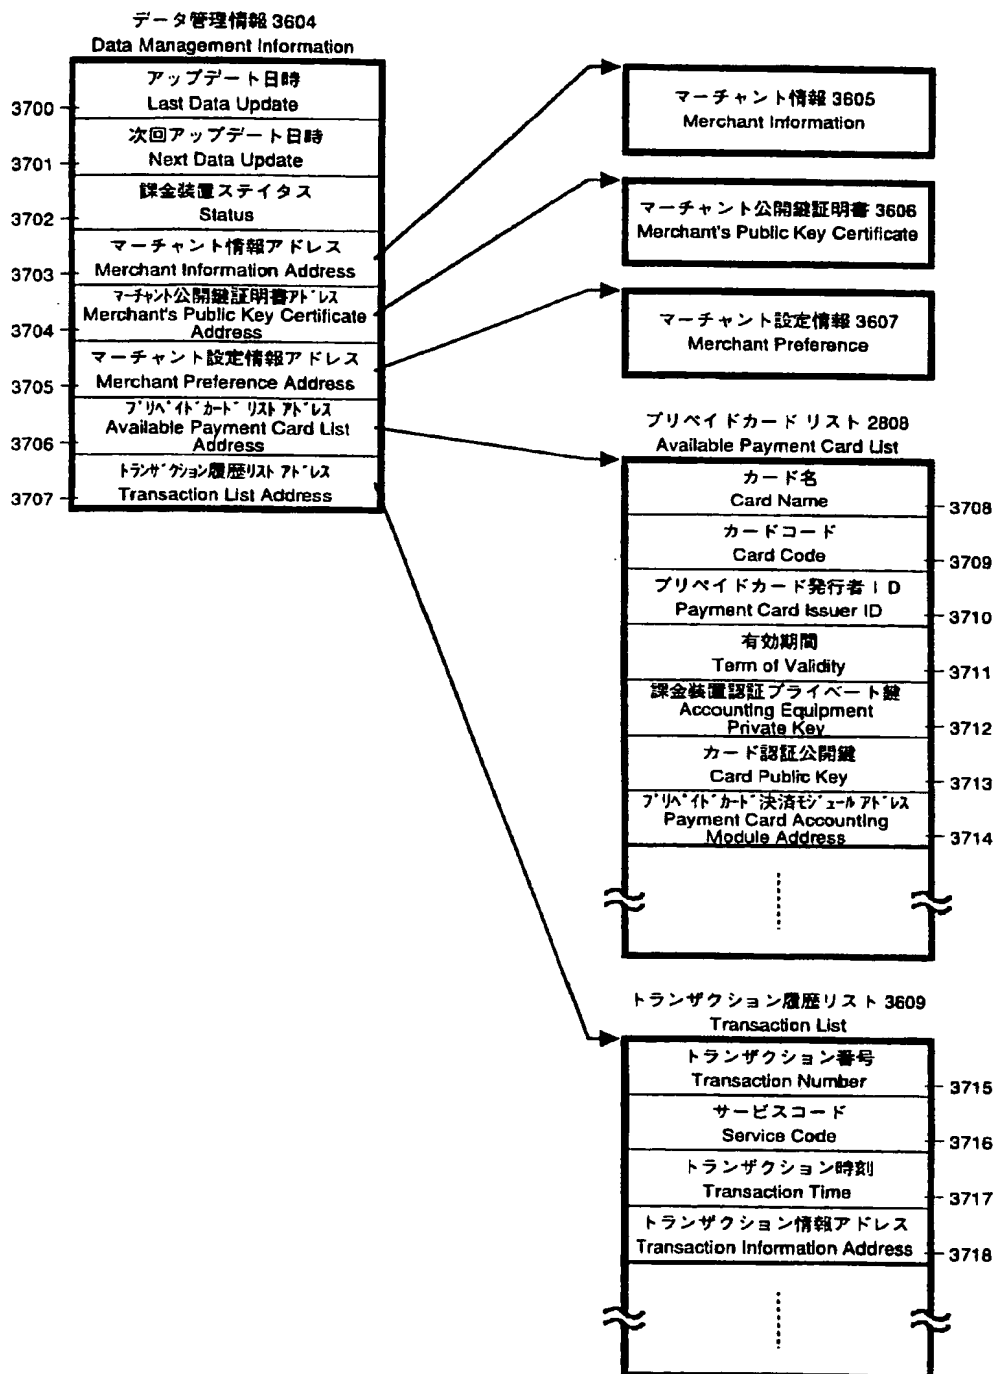 データ管理情報 3604
Data Management Information
アップデート日時
Last Data Update
3700
次回アップデート日時
Next Data Update
3701
課金装置ステイタス
Status
3702
マーチャント情報アドレス
Merchant Information Address
3703
マーチャント公開鍵証明書アドレス
Merchant's Public Key Certificate
Address
3704
マーチャント設定情報アドレス
Merchant Preference Address
3705
プリペイドカード リスト アドレス
Available Payment Card List
Address
3706
トランザクション履歴リスト アドレス
Transaction List Address
3707
マーチャント情報 3605
Merchant Information
マーチャント公開鍵証明書 3606
Merchant's Public Key Certificate
マーチャント設定情報 3607
Merchant Preference
プリペイドカード リスト 2808
Available Payment Card List
カード名
Card Name
3708
カードコード
Card Code
3709
プリペイドカード発行者ID
Payment Card Issuer ID
3710
有効期間
Term of Validity
3711
課金装置認証プライベート鍵
Accounting Equipment
Private Key
3712
カード認証公開鍵
Card Public Key
3713
プリペイドカード決済モジュール アドレス
Payment Card Accounting
Module Address
3714
トランザクション履歴リスト 3609
Transaction List
トランザクション番号
Transaction Number
3715
サービスコード
Service Code
3716
トランザクション時刻
Transaction Time
3717
トランザクション情報アドレス
Transaction Information Address
3718